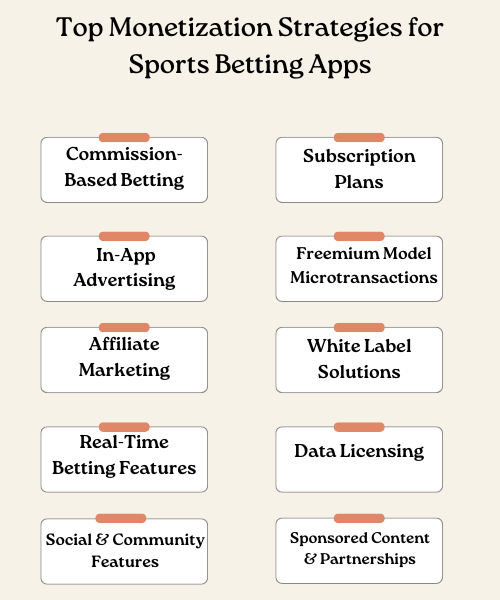 Top Monetization Strategies for
Sports Betting Apps
Commission-
Based Betting
Subscription
Plans
In-App
Advertising
Freemium Model
Microtransactions
Affiliate
Marketing
White Label
Solutions
Real-Time
Betting Features
Data Licensing
Social & Community
Features
Sponsored Content
& Partnerships